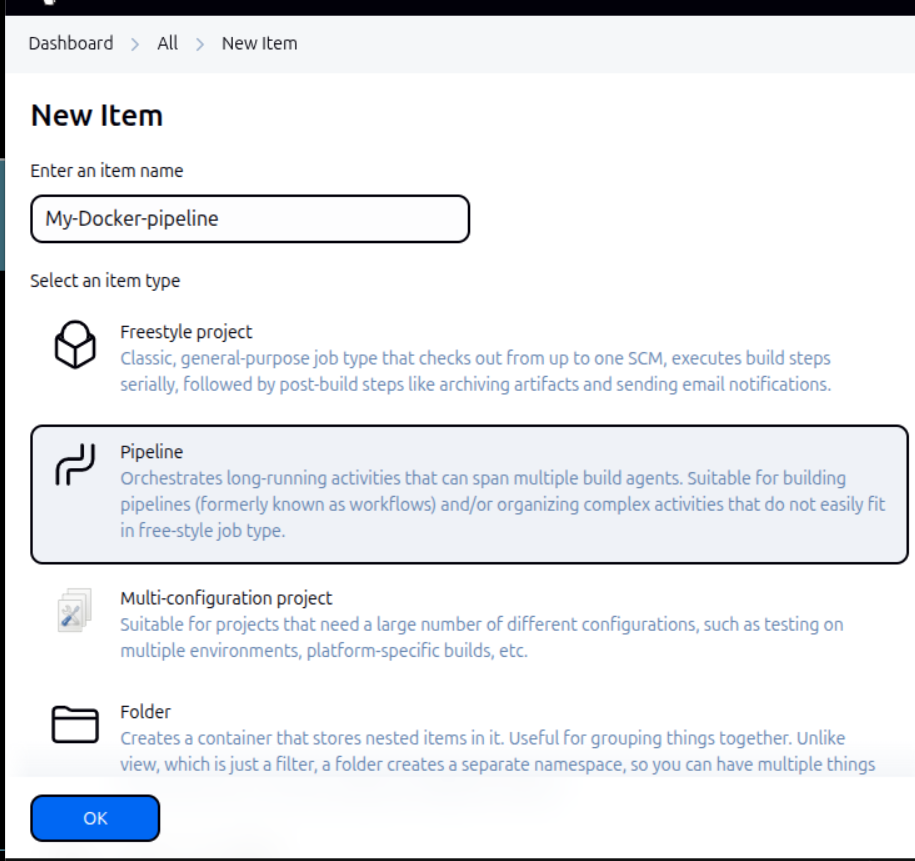 Dashboard > All > New Item
New Item
Enter an item name
My-Docker-pipeline
Select an item type
Freestyle project
Classic, general-purpose job type that checks out from up to one SCM, executes build steps
serially, followed by post-build steps like archiving artifacts and sending email notifications.
Pipeline
Orchestrates long-running activities that can span multiple build agents. Suitable for building
pipelines (formerly known as workflows) and/or organizing complex activities that do not easily fit
in free-style job type.
Multi-configuration project
Suitable for projects that need a large number of different configurations, such as testing on
multiple environments, platform-specific builds, etc.
Folder
Creates a container that stores nested items in it. Useful for grouping things together. Unlike
view, which is just a filter, a folder creates a separate namespace, so you can have multiple things
OK